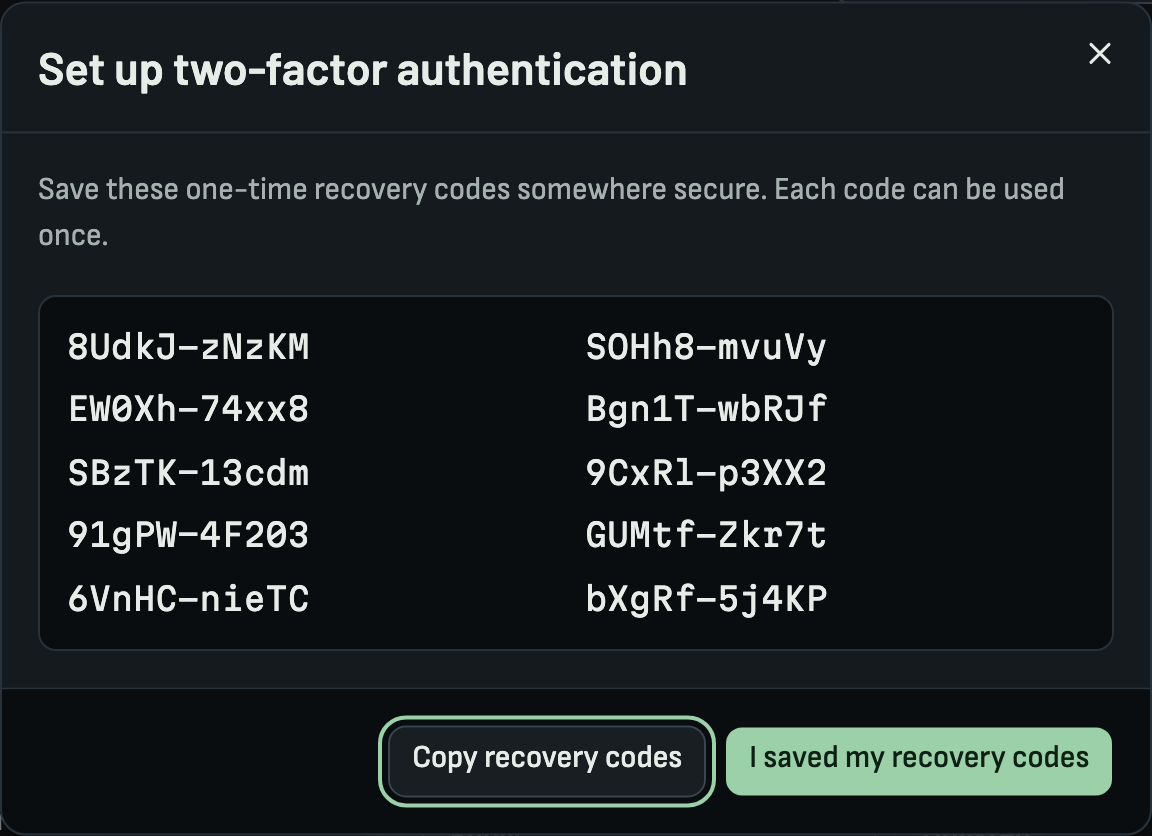 Set up two-factor authentication
Save these one-time recovery codes somewhere secure. Each code can be used
once.
8UdkJ-zNzKM SOHh8-mvuVy
EW0Xh-74xx8 Bgn1T-wbRJf
SBzTK-13cdm 9CxRl-p3XX2
91gPW-4F203 GUMtf-Zkr7t
6VnHC-nieTC bXgRf-5j4KP
Copy recovery codes I saved my recovery codes